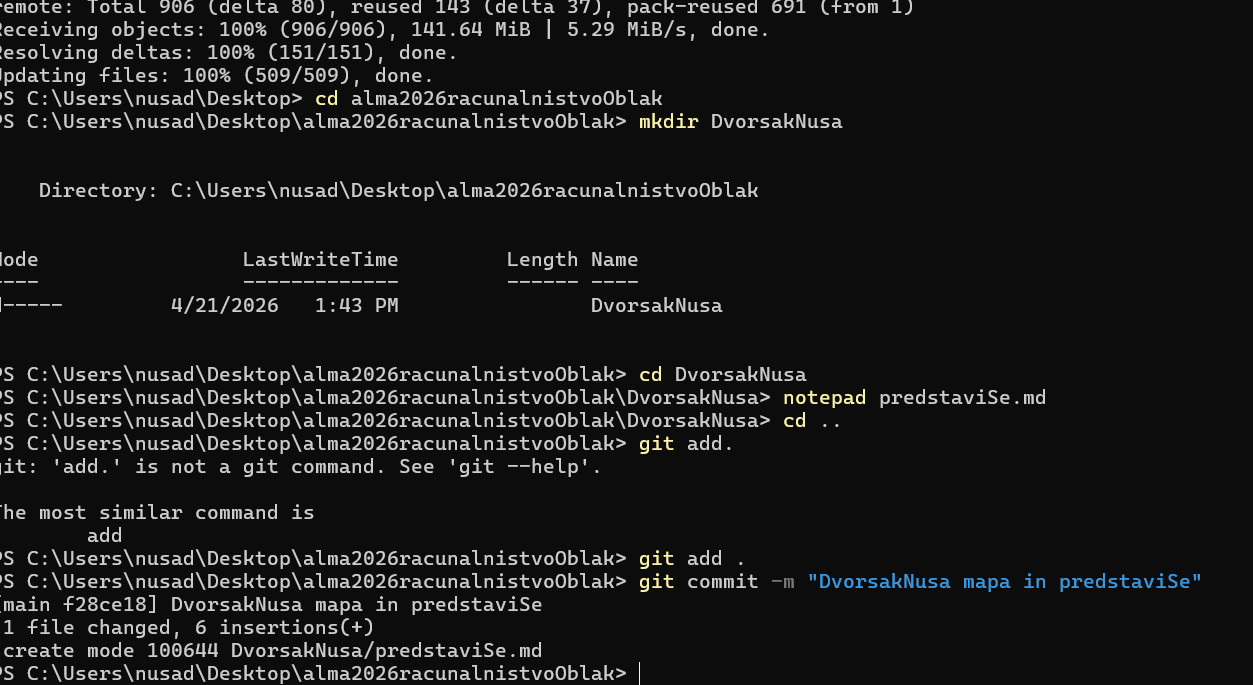 remote: Total 906 (delta 80), reused 143 (delta 37), pack-reused 691 (from 1)
Receiving objects: 100% (906/906), 141.64 MiB | 5.29 MiB/s, done.
Resolving deltas: 100% (151/151), done.
Updating files: 100% (509/509), done.
PS C:\Users\nusad\Desktop> cd alma2026racunalnistvoOblak
PS C:\Users\nusad\Desktop\alma2026racunalnistvoOblak> mkdir DvorsakNusa
Directory: C:\Users\nusad\Desktop\alma2026racunalnistvoOblak
Mode LastWriteTime Length Name
---- ------------- ------ ----
d----- 4/21/2026 1:43 PM DvorsakNusa
PS C:\Users\nusad\Desktop\alma2026racunalnistvoOblak> cd DvorsakNusa
PS C:\Users\nusad\Desktop\alma2026racunalnistvoOblak\DvorsakNusa> notepad predstaviSe.md
PS C:\Users\nusad\Desktop\alma2026racunalnistvoOblak\DvorsakNusa> cd ..
PS C:\Users\nusad\Desktop\alma2026racunalnistvoOblak> git add.
git: 'add.' is not a git command. See 'git --help'.
The most similar command is
add
PS C:\Users\nusad\Desktop\alma2026racunalnistvoOblak> git add .
PS C:\Users\nusad\Desktop\alma2026racunalnistvoOblak> git commit -m "DvorsakNusa mapa in predstaviSe"
[main f28ce18] DvorsakNusa mapa in predstaviSe
1 file changed, 6 insertions(+)
create mode 100644 DvorsakNusa/predstaviSe.md
PS C:\Users\nusad\Desktop\alma2026racunalnistvoOblak>